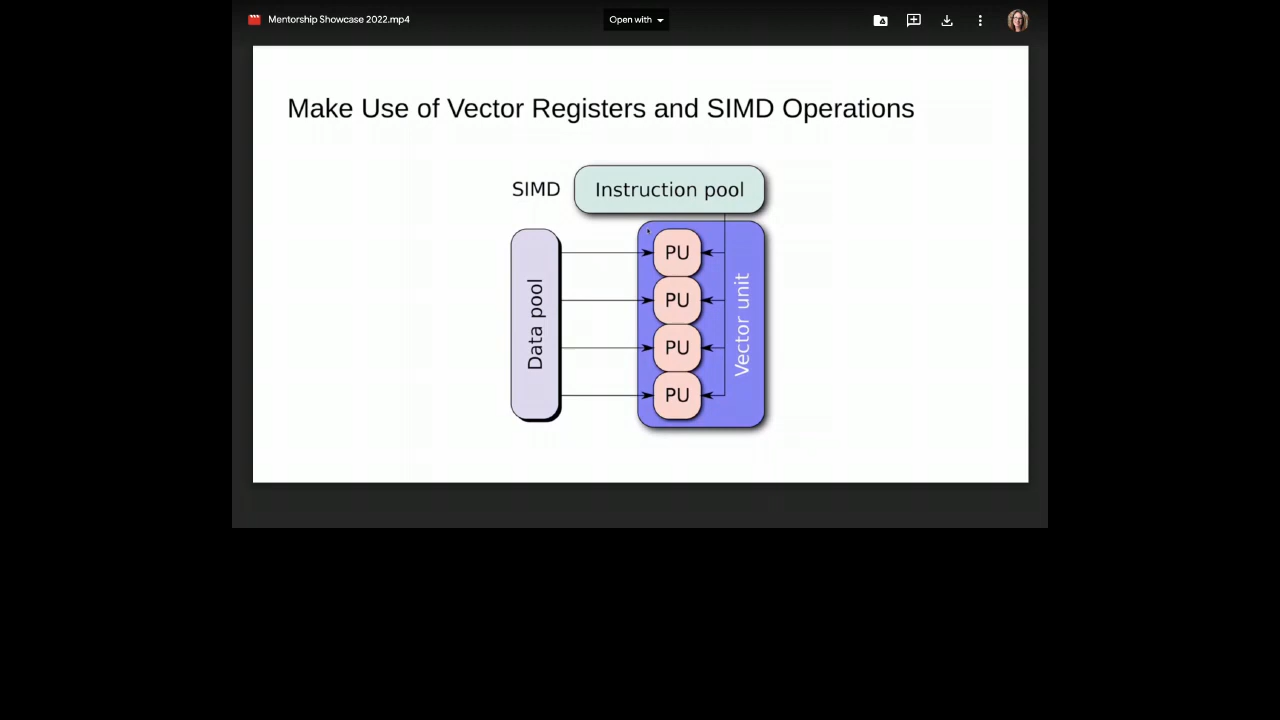 Mentorship Showcase 2022.mp4
Open with
Make Use of Vector Registers and SIMD Operations
SIMD
Instruction pool
Data pool
PU
PU
PU
PU
Vector unit